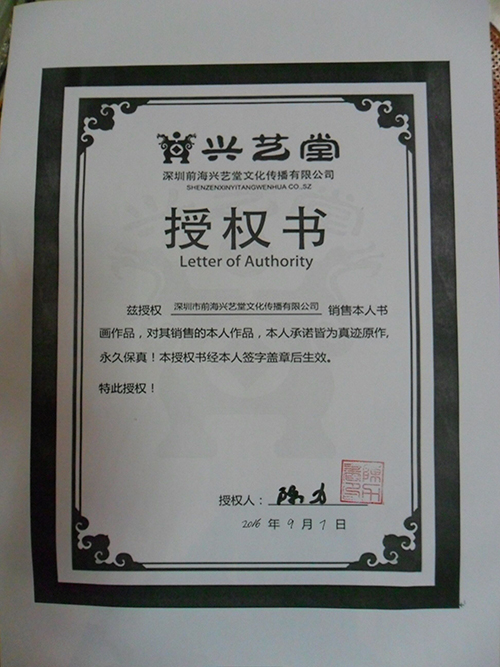 兴艺堂
深圳前海兴艺堂文化传播有限公司
SHENZENXINYITANGWENHUA CO.,SZ
授权书
Letter of Authority
兹授权 深圳市前海兴艺堂文化传播有限公司 销售本人书
画作品，对其销售的本人作品，本人承诺皆为真迹原作,
永久保真！本授权书经本人签字盖章后生效。
特此授权！
授权人：
2016 年 9 月 7 日